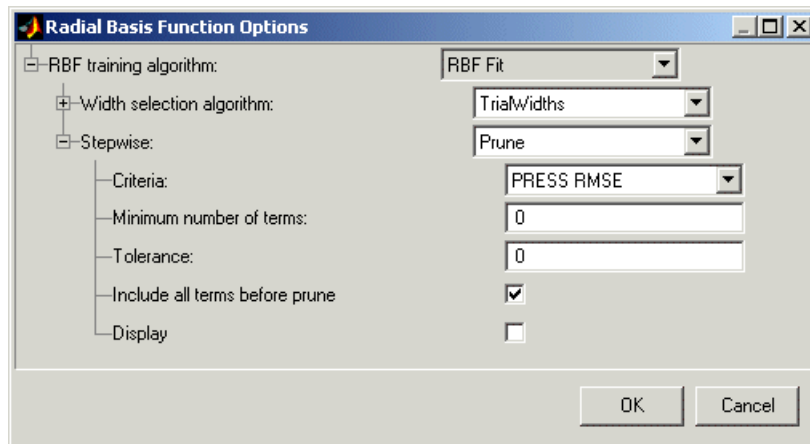 Radial Basis Function Options
RBF training algorithm: RBF Fit
Width selection algorithm: TrialWidths
Stepwise: Prune
Criteria: PRESS RMSE
Minimum number of terms: 0
Tolerance: 0
Include all terms before prune
Display
OK Cancel